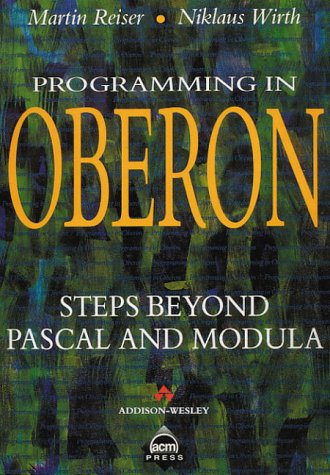 Martin Reiser • Niklaus Wirth
PROGRAMMING IN
OBERON
STEPS BEYOND
PASCAL AND MODULA
ADDISON-WESLEY
acm
PRESS